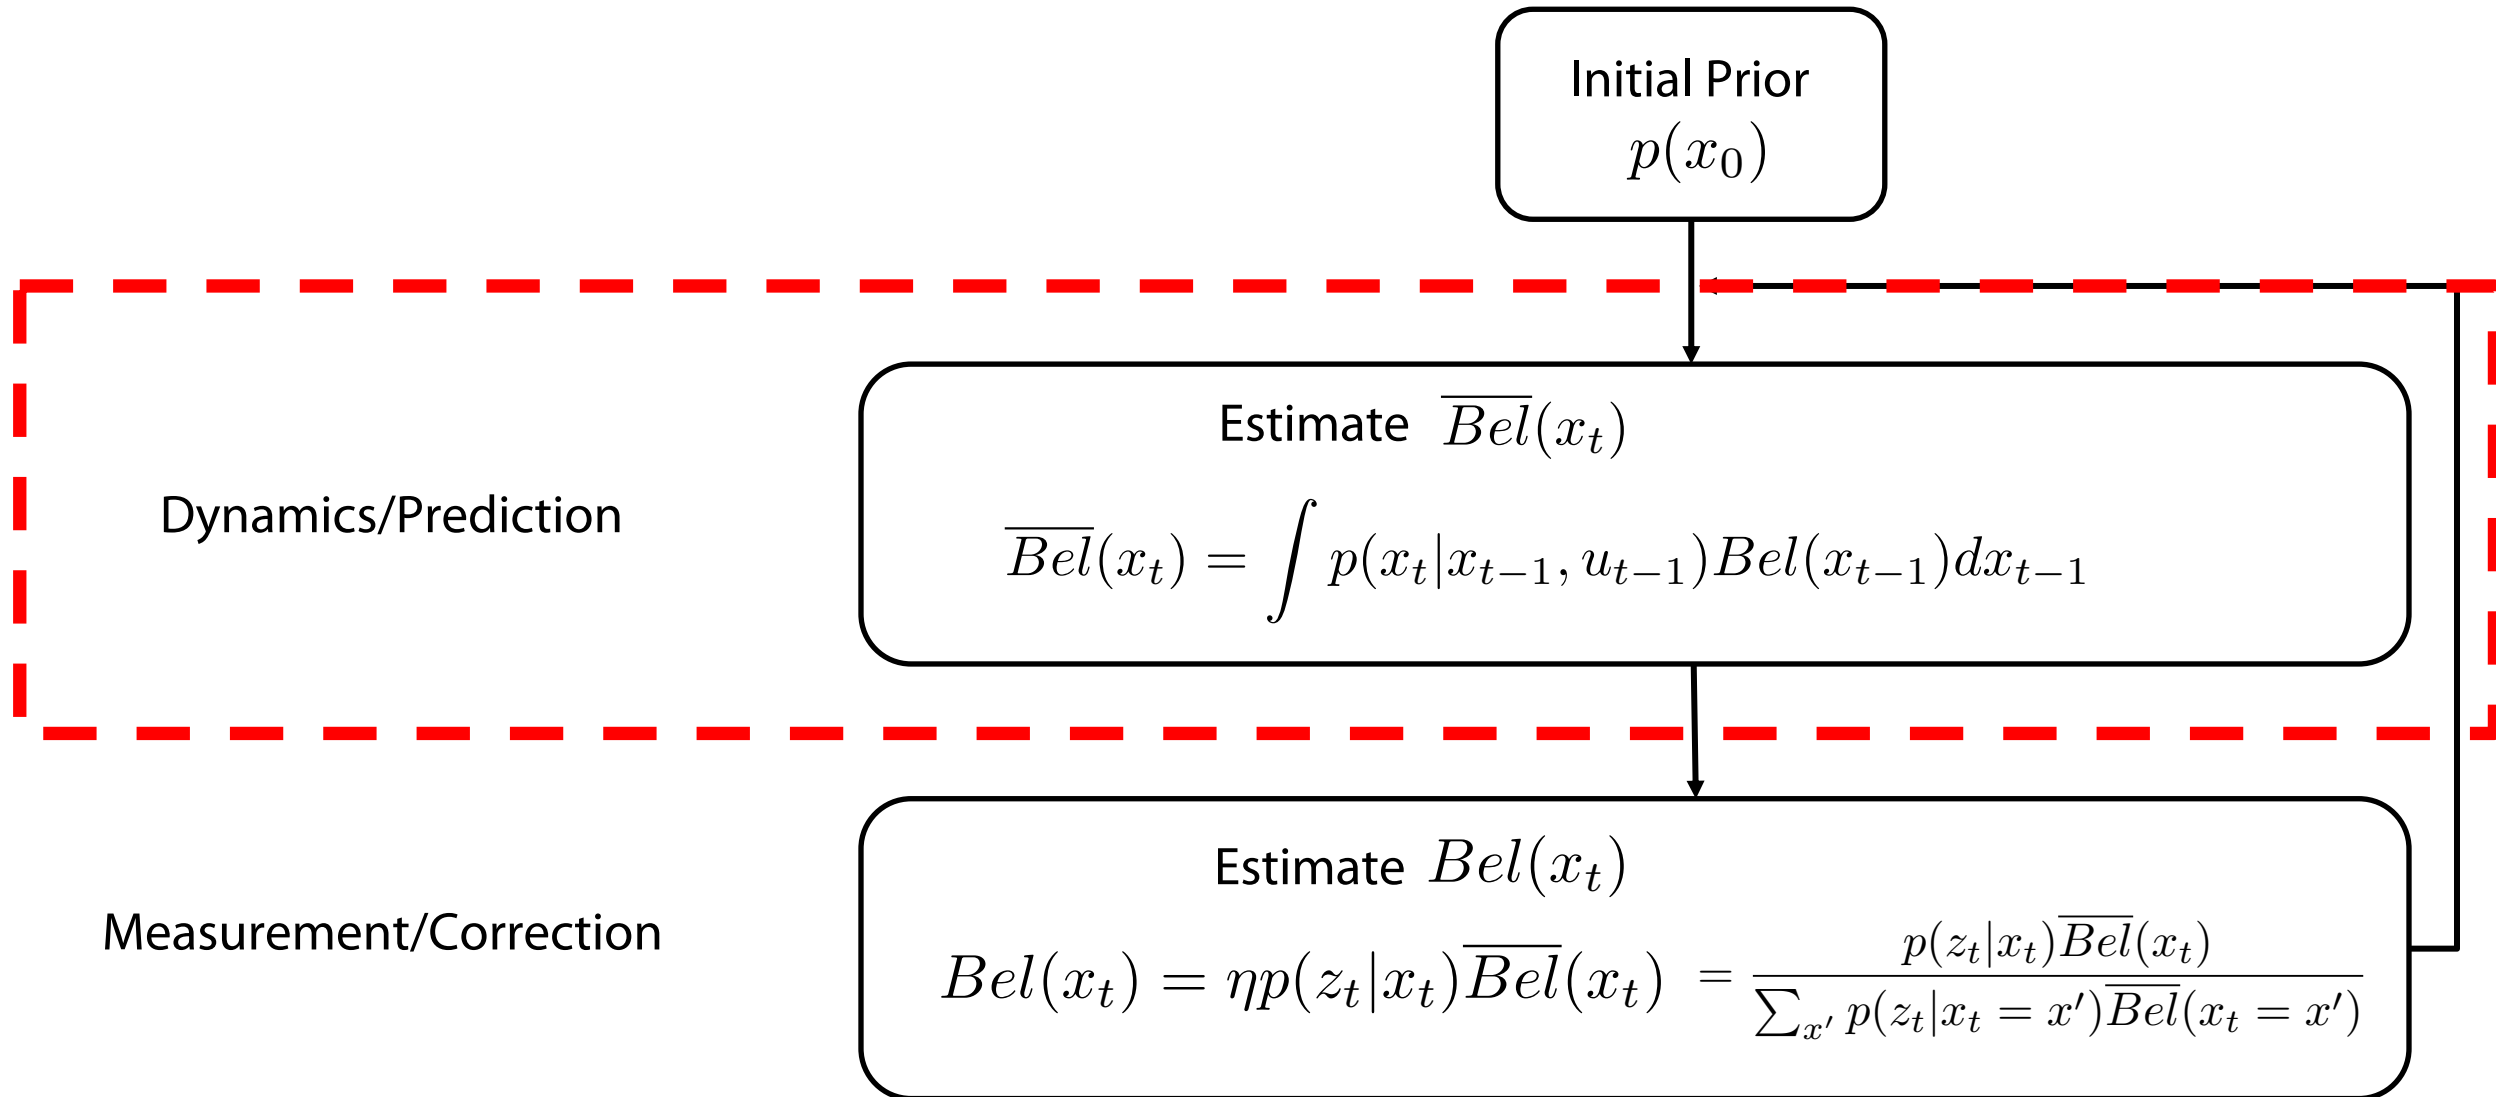 Initial Prior
p(x₀)
Estimate $\overline{Bel}(x_t)$
Dynamics/Prediction
$\overline{Bel}(x_t) = \int p(x_t|x_{t-1}, u_{t-1})Bel(x_{t-1})dx_{t-1}$
Estimate $Bel(x_t)$
Measurement/Correction
$Bel(x_t) = \eta p(z_t|x_t)\overline{Bel}(x_t) = \frac{p(z_t|x_t)\overline{Bel}(x_t)}{\sum_{x'} p(z_t|x_t = x')\overline{Bel}(x_t = x')}$